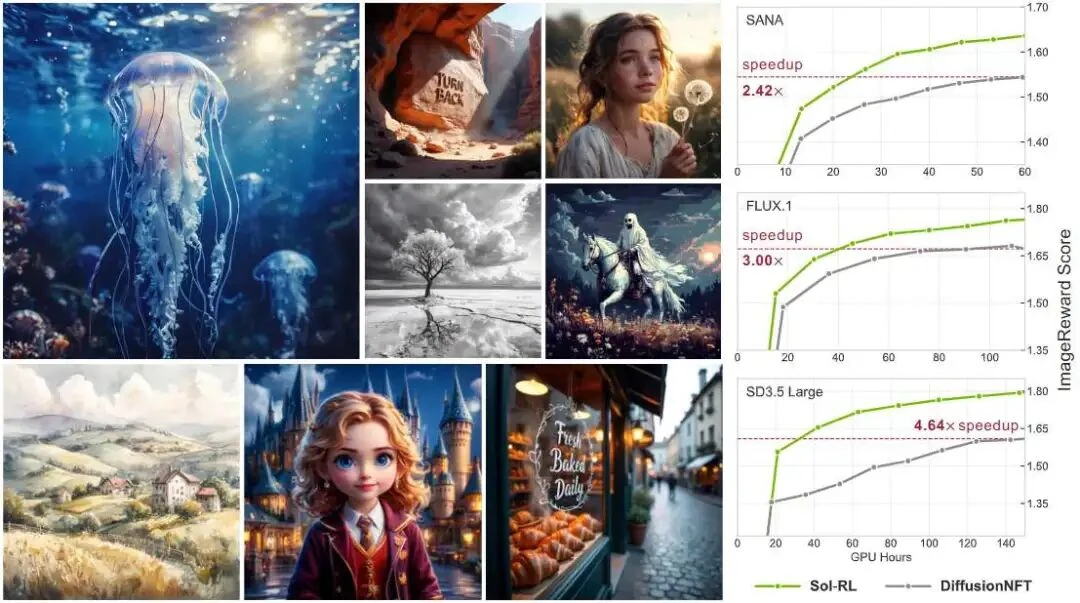 TURN
BACK
Fresh
Baked
Daily
SANA
speedup
2.42×
1.70
1.60
1.50
1.40
0 10 20 30 40 50 60
FLUX.1
speedup
3.00×
1.80
1.65
1.50
1.35
0 20 40 60 80 100
SD3.5 Large
4.64× speedup
1.80
1.65
1.50
1.35
0 20 40 60 80 100 120 140
GPU Hours
ImageReward Score
Sol-RL DiffusionNFT